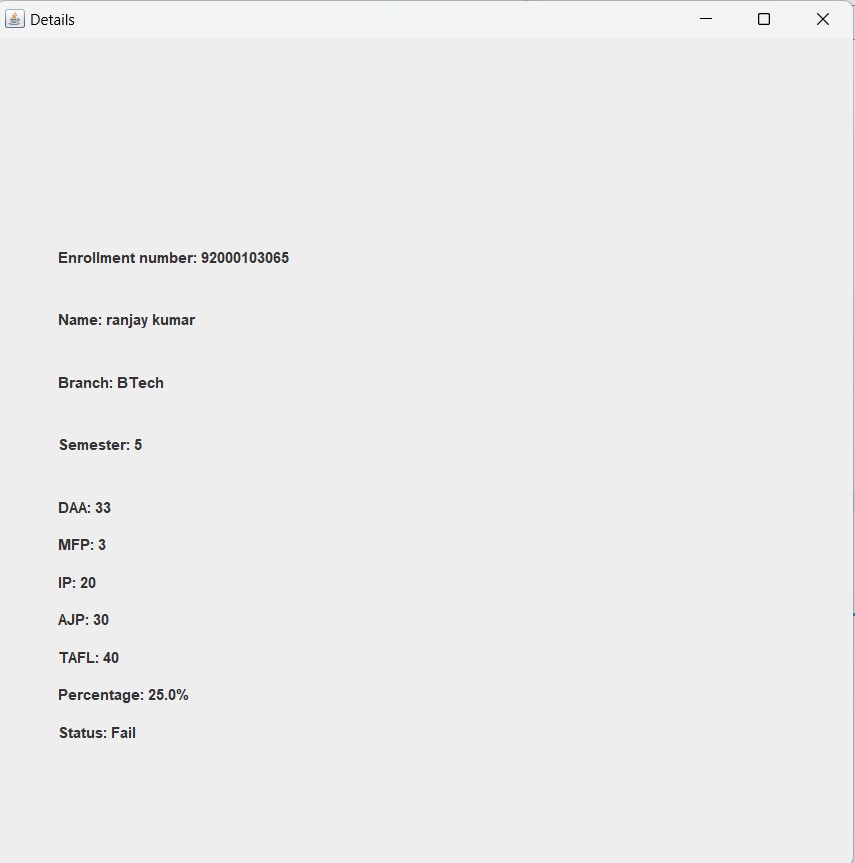 Details
Enrollment number: 92000103065
Name: ranjay kumar
Branch: BTech
Semester: 5
DAA: 33
MFP: 3
IP: 20
AJP: 30
TAFL: 40
Percentage: 25.0%
Status: Fail